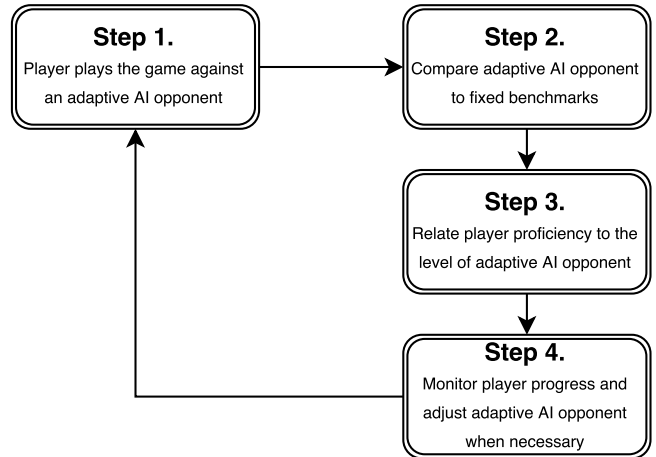 Step 1.
Player plays the game against
an adaptive AI opponent
Step 2.
Compare adaptive AI opponent
to fixed benchmarks
Step 3.
Relate player proficiency to the
level of adaptive AI opponent
Step 4.
Monitor player progress and
adjust adaptive AI opponent
when necessary